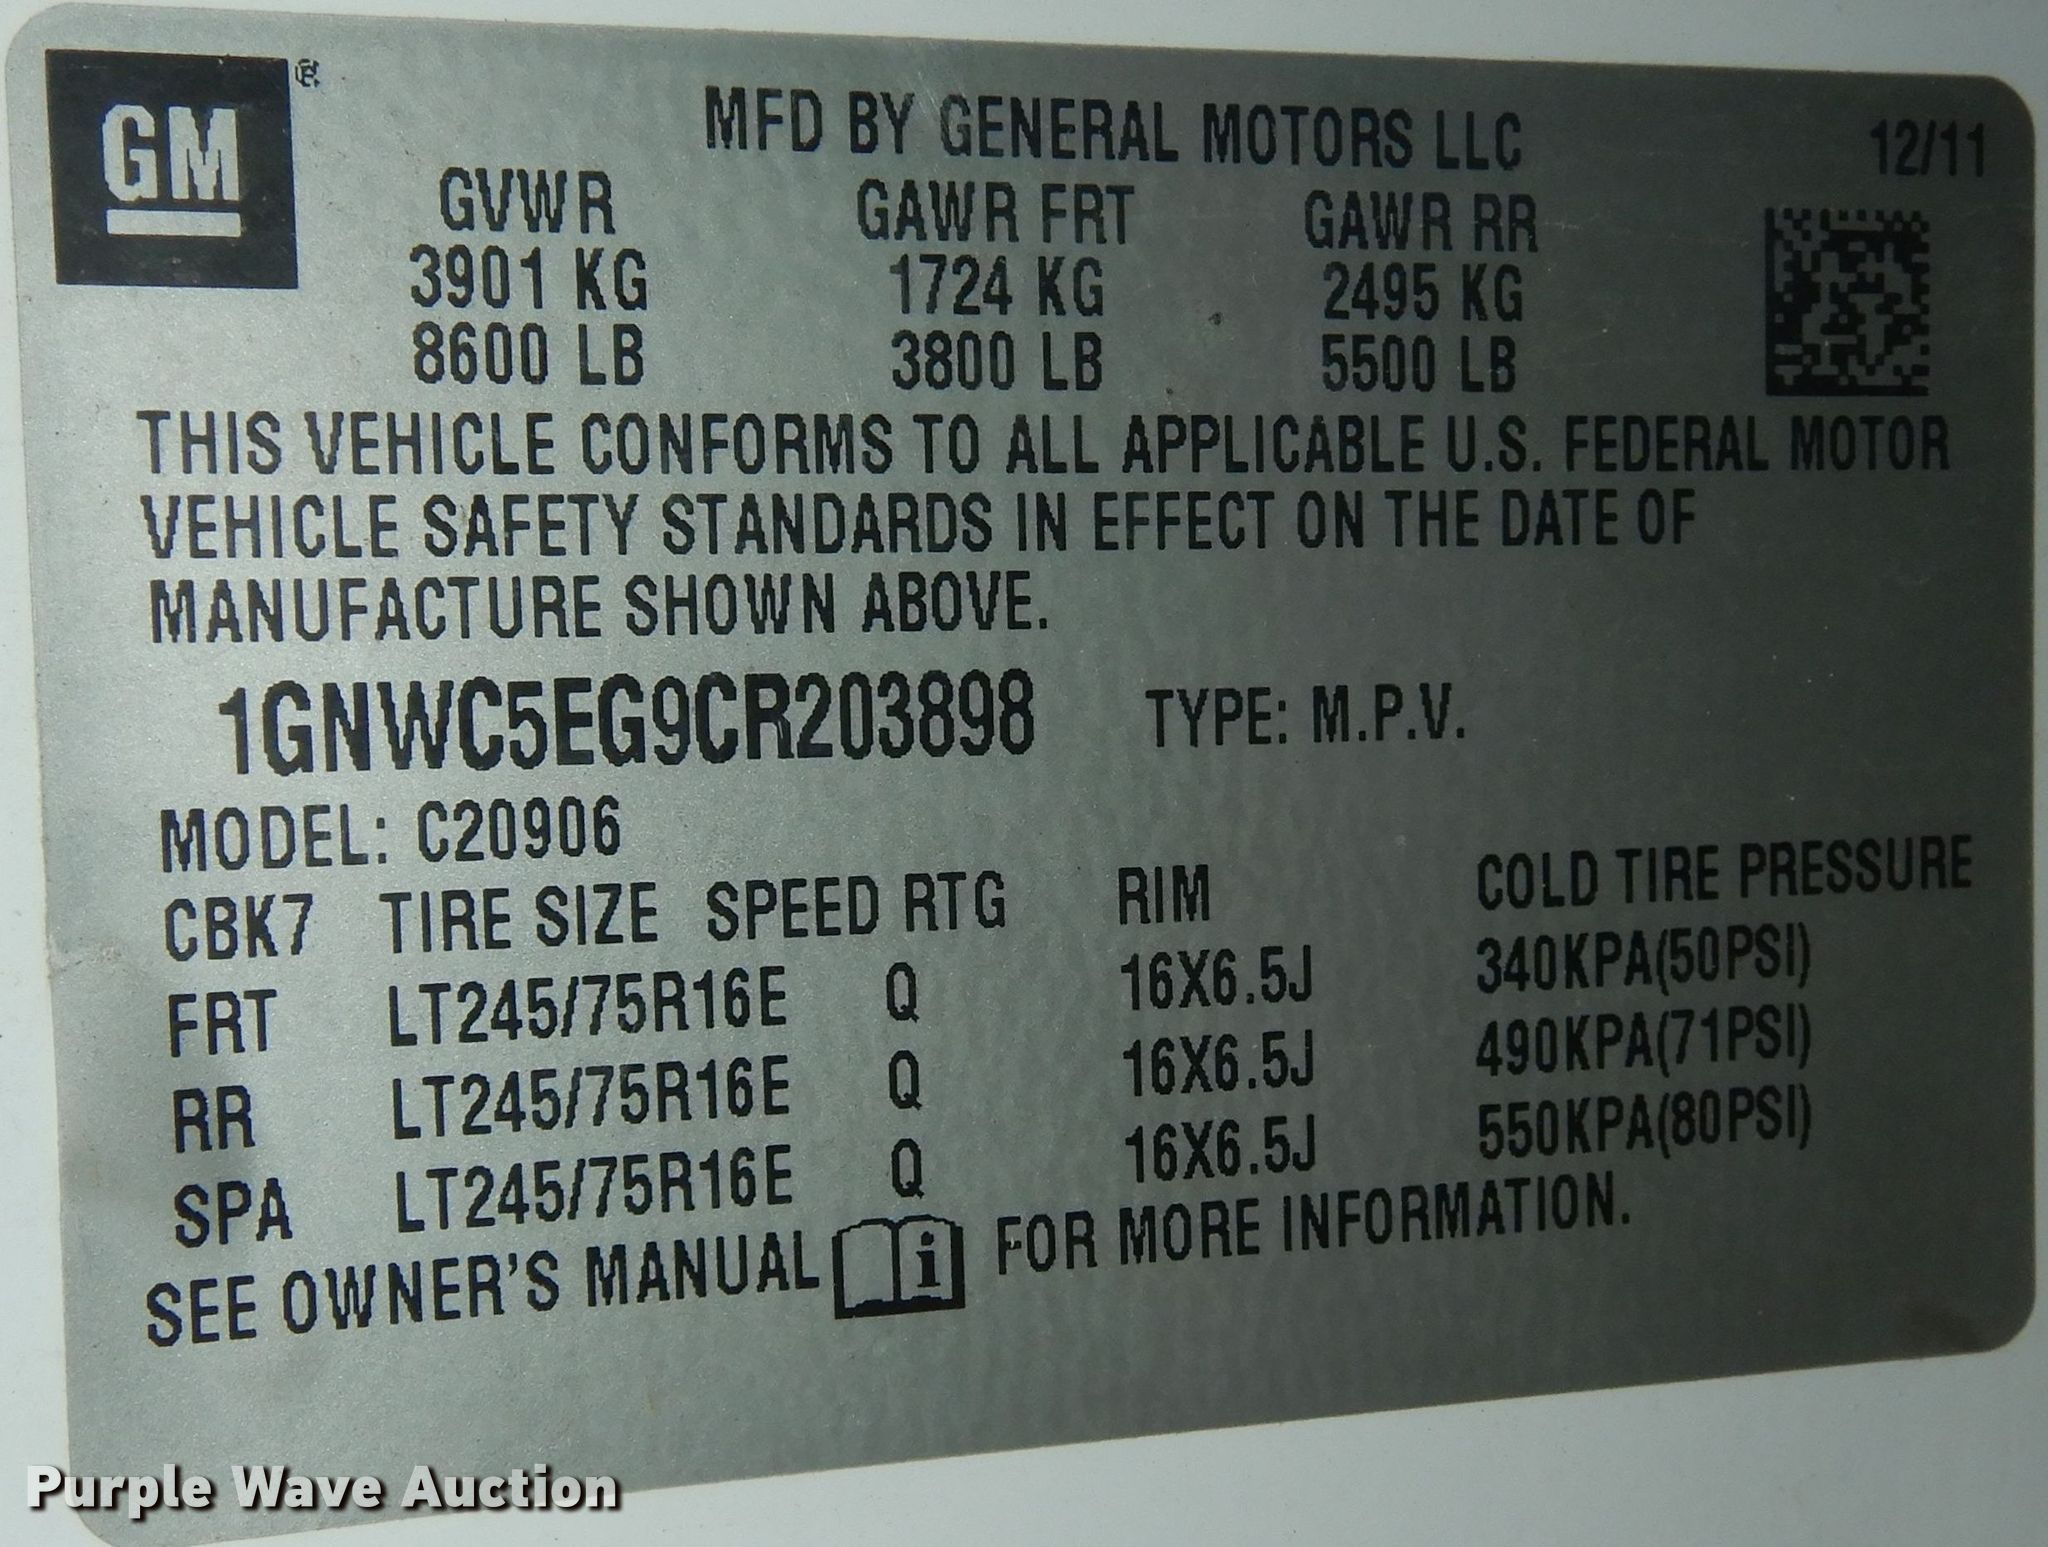 GM
MFD BY GENERAL MOTORS LLC 12/11
GVWR GAWR FRT GAWR RR
3901 KG 1724 KG 2495 KG
8600 LB 3800 LB 5500 LB
THIS VEHICLE CONFORMS TO ALL APPLICABLE U.S. FEDERAL MOTOR
VEHICLE SAFETY STANDARDS IN EFFECT ON THE DATE OF
MANUFACTURE SHOWN ABOVE.
1GNWC5EG9CR203898 TYPE: M.P.V.
MODEL: C20906
CBK7 TIRE SIZE SPEED RTG RIM COLD TIRE PRESSURE
FRT LT245/75R16E Q 16X6.5J 340KPA(50PSI)
RR LT245/75R16E Q 16X6.5J 490KPA(71PSI)
SPA LT245/75R16E Q 16X6.5J 550KPA(80PSI)
SEE OWNER'S MANUAL i FOR MORE INFORMATION.
Purple Wave Auction